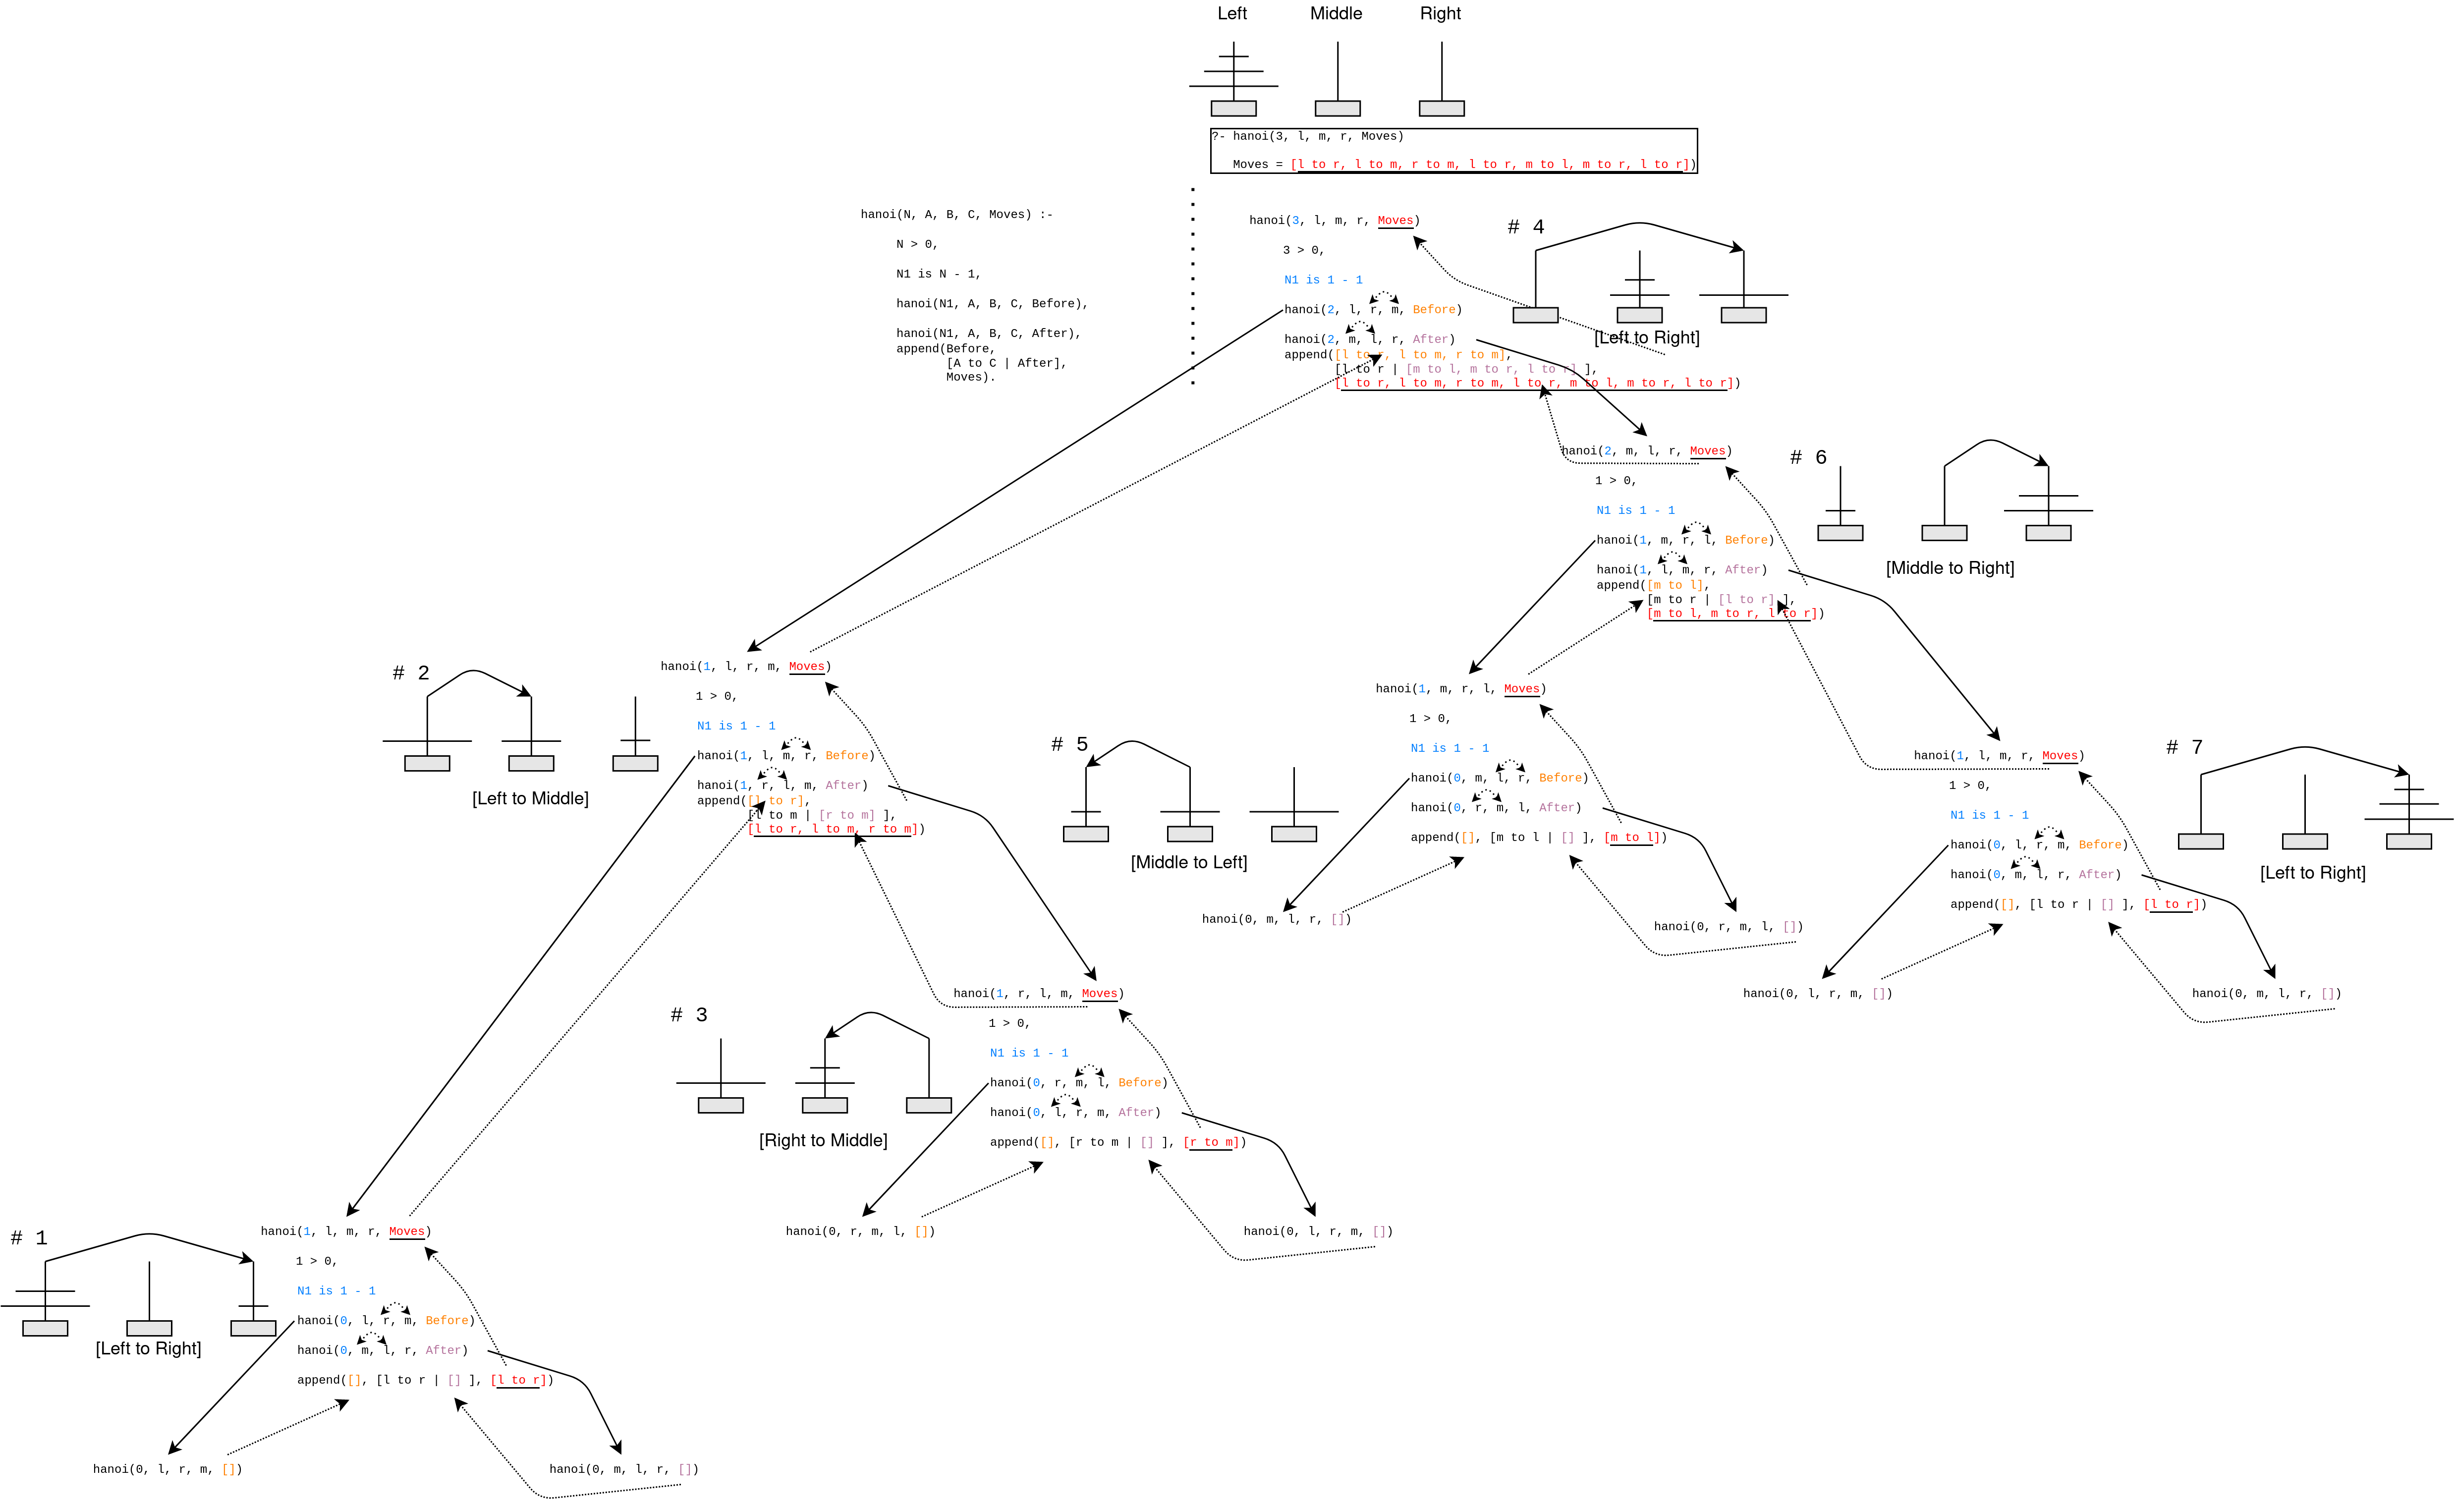 Left Middle Right
?- hanoi(3, l, m, r, Moves)
Moves = [l to r, l to m, r to m, l to r, m to l, m to r, l to r])
hanoi(N, A, B, C, Moves) :-
N > 0,
N1 is N - 1,
hanoi(N1, A, B, C, Before),
hanoi(N1, A, B, C, After),
append(Before,
[A to C | After],
Moves).
hanoi(3, l, m, r, Moves)
3 > 0,
N1 is 1 - 1
hanoi(2, l, r, m, Before)
hanoi(2, m, l, r, After)
append([l to r, l to m, r to m],
[l to r | [m to l, m to r, l to r] ],
[l to r, l to m, r to m, l to r, m to l, m to r, l to r])
# 4
[Left to Right]
hanoi(2, m, l, r, Moves)
1 > 0,
N1 is 1 - 1
hanoi(1, m, r, l, Before)
hanoi(1, l, m, r, After)
append([m to l],
[m to r | [l to r] ],
[m to l, m to r, l to r])
# 6
[Middle to Right]
# 2
[Left to Middle]
hanoi(1, l, r, m, Moves)
1 > 0,
N1 is 1 - 1
hanoi(1, l, m, r, Before)
hanoi(1, r, l, m, After)
append([l to r],
[l to m | [r to m] ],
[l to r, l to m, r to m])
# 5
[Middle to Left]
hanoi(1, m, r, l, Moves)
1 > 0,
N1 is 1 - 1
hanoi(0, m, l, r, Before)
hanoi(0, r, m, l, After)
append([], [m to l | [] ], [m to l])
hanoi(0, m, l, r, [])
hanoi(0, r, m, l, [])
hanoi(1, l, m, r, Moves)
1 > 0,
N1 is 1 - 1
hanoi(0, l, r, m, Before)
hanoi(0, m, l, r, After)
append([], [l to r | [] ], [l to r])
# 7
[Left to Right]
hanoi(0, l, r, m, [])
hanoi(0, m, l, r, [])
# 3
[Right to Middle]
hanoi(1, r, l, m, Moves)
1 > 0,
N1 is 1 - 1
hanoi(0, r, m, l, Before)
hanoi(0, l, r, m, After)
append([], [r to m | [] ], [r to m])
hanoi(0, r, m, l, [])
hanoi(0, l, r, m, [])
# 1
[Left to Right]
hanoi(1, l, m, r, Moves)
1 > 0,
N1 is 1 - 1
hanoi(0, l, r, m, Before)
hanoi(0, m, l, r, After)
append([], [l to r | [] ], [l to r])
hanoi(0, l, r, m, [])
hanoi(0, m, l, r, [])